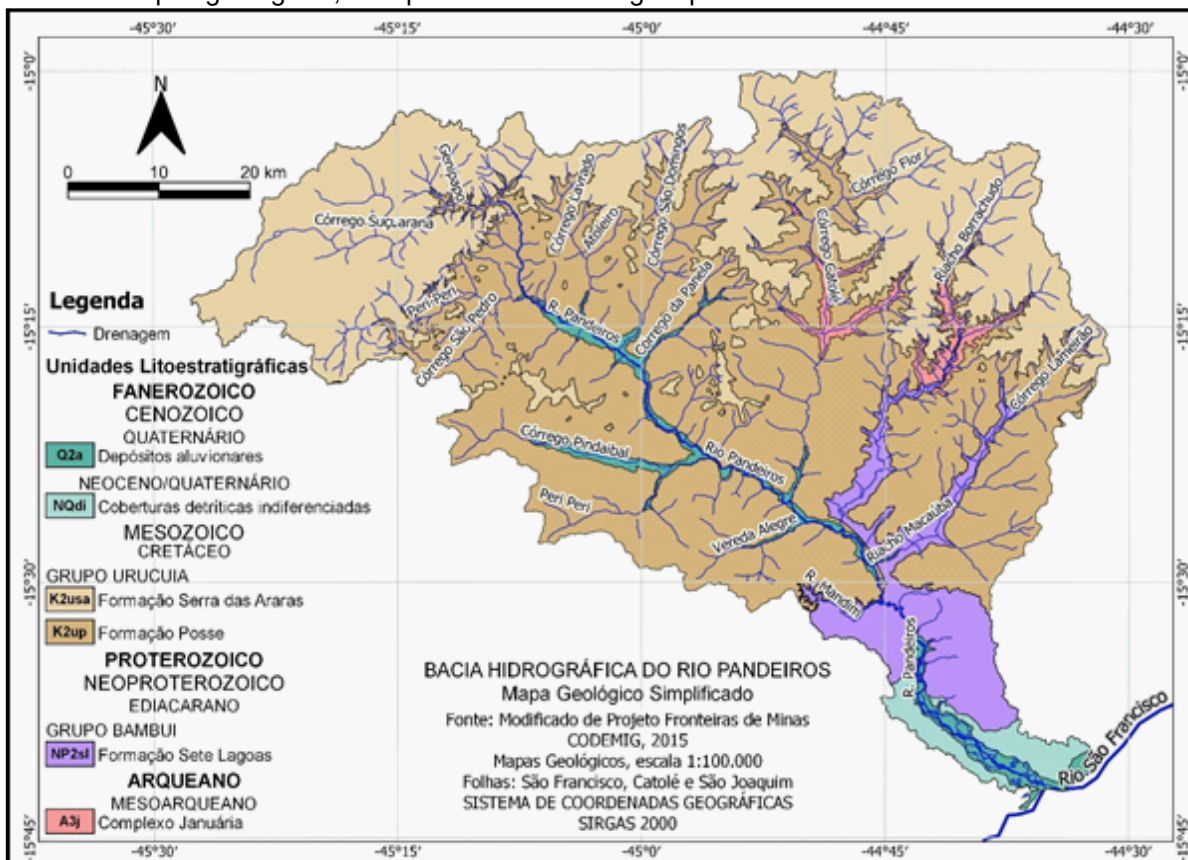 -45°30'
-45°15'
-45°0'
-44°45'
-44°30'
-15°0'
-15°0'
N
0 10 20 km
Genipapo
Córrego Suçuarana
Córrego Lavrado
Atoleiro
Córrego São Domingos
Córrego Flor
Córrego Catolé
Riacho Borrachudo
Peri-Peri
Córrego São Pedro
R. Pandeiros
Corrego da Panela
Córrego Lameirão
-15°15'
-15°15'
Córrego Pindaibal
Rio Pandeiros
Peri Peri
Vereda Alegre
Riacho Macaúba
-15°30'
-15°30'
R. Mandim
R. Pandeiros
Rio São Francisco
Legenda
Drenagem
Unidades Litoestratigráficas
FANEROZOICO
CENOZOICO
QUATERNÁRIO
Q2a Depósitos aluvionares
NEOCENO/QUATERNÁRIO
NQdi Coberturas detríticas indiferenciadas
MESOZOICO
CRETÁCEO
GRUPO URUCUIA
K2usa Formação Serra das Araras
K2up Formação Posse
PROTEROZOICO
NEOPROTEROZOICO
EDIACARANO
GRUPO BAMBUI
NP2sl Formação Sete Lagoas
ARQUEANO
MESOARQUEANO
A3j Complexo Januária
BACIA HIDROGRÁFICA DO RIO PANDEIROS
Mapa Geológico Simplificado
Fonte: Modificado de Projeto Fronteiras de Minas
CODEMIG, 2015
Mapas Geológicos, escala 1:100.000
Folhas: São Francisco, Catolé e São Joaquim
SISTEMA DE COORDENADAS GEOGRÁFICAS
SIRGAS 2000
-15°45'
-15°45'
-45°30'
-45°15'
-45°0'
-44°45'
-44°30'